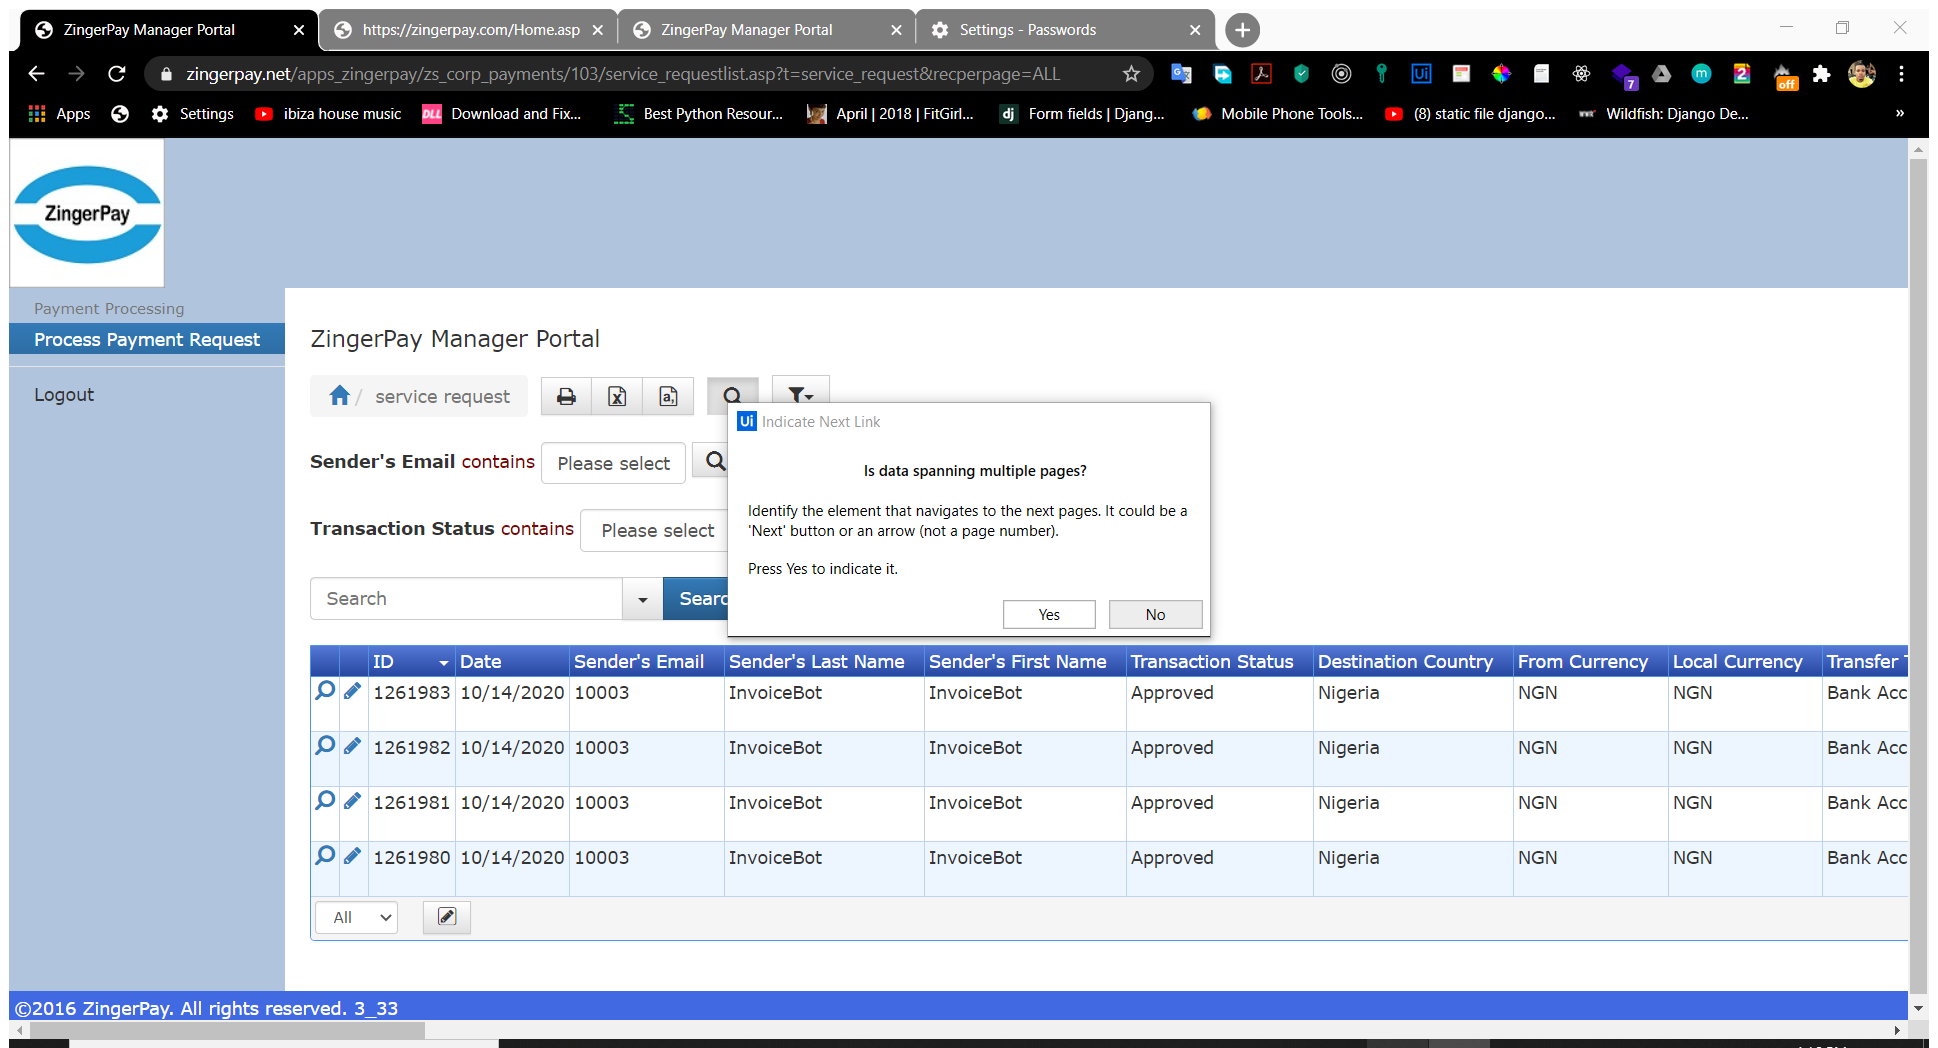 ZingerPay Manager Portal
https://zingerpay.com/Home.asp
ZingerPay Manager Portal
Settings - Passwords
zingerpay.net/apps_zingerpay/zs_corp_payments/103/service_requestlist.asp?t=service_request&recperpage=ALL
Ui
7
m
2
off
Apps
Settings
ibiza house music
DLL
Download and Fix...
Best Python Resour...
April | 2018 | FitGirl...
dj
Form fields | Djang...
Mobile Phone Tools...
(8) static file django...
Wildfish: Django De...
»
ZingerPay
Payment Processing
Process Payment Request
Logout
ZingerPay Manager Portal
/ service request
X
a,
Sender's Email contains
Please select
Transaction Status contains
Please select
Search
Searc
Ui Indicate Next Link
Is data spanning multiple pages?
Identify the element that navigates to the next pages. It could be a
'Next' button or an arrow (not a page number).
Press Yes to indicate it.
Yes No
ID Date Sender's Email Sender's Last Name Sender's First Name Transaction Status Destination Country From Currency Local Currency Transfer
1261983 10/14/2020 10003 InvoiceBot InvoiceBot Approved Nigeria NGN NGN Bank Acc
1261982 10/14/2020 10003 InvoiceBot InvoiceBot Approved Nigeria NGN NGN Bank Acc
1261981 10/14/2020 10003 InvoiceBot InvoiceBot Approved Nigeria NGN NGN Bank Acc
1261980 10/14/2020 10003 InvoiceBot InvoiceBot Approved Nigeria NGN NGN Bank Acc
All
©2016 ZingerPay. All rights reserved. 3_33